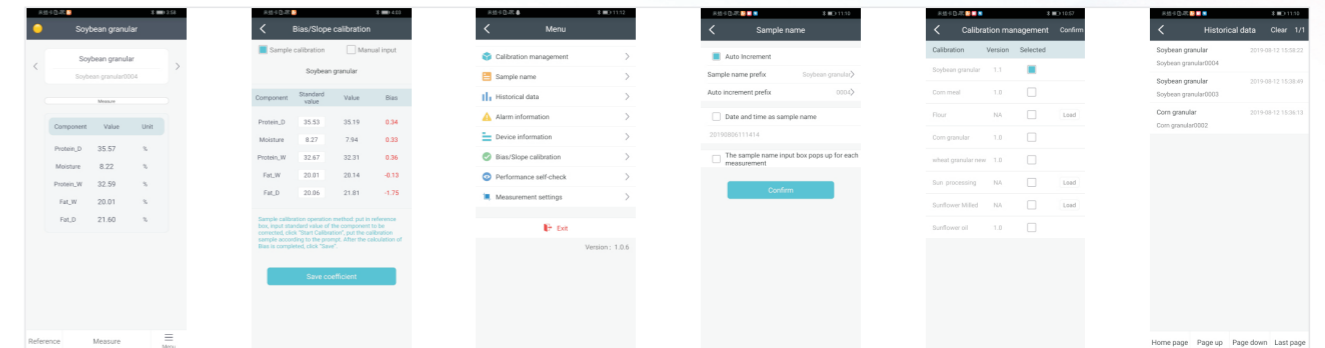 3:58
Soybean granular
Soybean granular
Soybean granular0004
Measure
Component Value Unit
Protein_D 35.57 %
Moisture 8.22 %
Protein_W 32.59 %
Fat_W 20.01 %
Fat_D 21.60 %
Reference Measure Menu
4:03
Bias/Slope calibration
Sample calibration Manual input
Soybean granular
Component Standard value Value Bias
Protein_D 35.53 35.19 0.34
Moisture 8.27 7.94 0.33
Protein_W 32.67 32.31 0.36
Fat_W 20.01 20.14 -0.13
Fat_D 20.06 21.81 -1.75
Sample calibration operation method: put in reference
box, input standard value of the component to be
corrected, click "Start Calibration", put the calibration
sample according to the prompt. After the calculation of
Bias is completed, click "Save".
Save coefficient
11:12
Menu
Calibration management
Sample name
Historical data
Alarm information
Device information
Bias/Slope calibration
Performance self-check
Measurement settings
Exit
Version : 1.0.6
11:10
Sample name
Auto Increment
Sample name prefix Soybean granular
Auto increment prefix 0004
Date and time as sample name
20190806111414
The sample name input box pops up for each
measurement
Confirm
10:57
Calibration management Confirm
Calibration Version Selected
Soybean granular 1.1
Corn meal 1.0
Flour NA Load
Corn granular 1.0
wheat granular new 1.0
Sun processing NA Load
Sunflower Milled NA Load
Sunflower oil 1.0
11:10
Historical data Clear 1/1
Soybean granular 2019-08-12 15:58:22
Soybean granular0004
Soybean granular 2019-08-12 15:38:49
Soybean granular0003
Corn granular 2019-08-12 15:36:13
Corn granular0002
Home page Page up Page down Last page